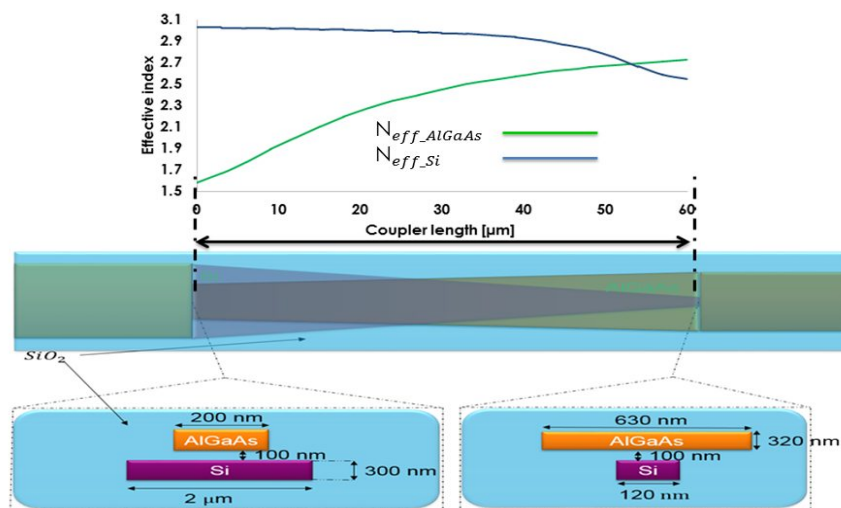 3.1
2.9
2.7
2.5
2.3
2.1
1.9
1.7
1.5
Effective index
N_eff_AlGaAs
N_eff_Si
0 10 20 30 40 50 60
Coupler length [µm]
AlGaAs
SiO₂
200 nm
AlGaAs
100 nm
Si
300 nm
2 µm
630 nm
AlGaAs
320 nm
100 nm
Si
120 nm